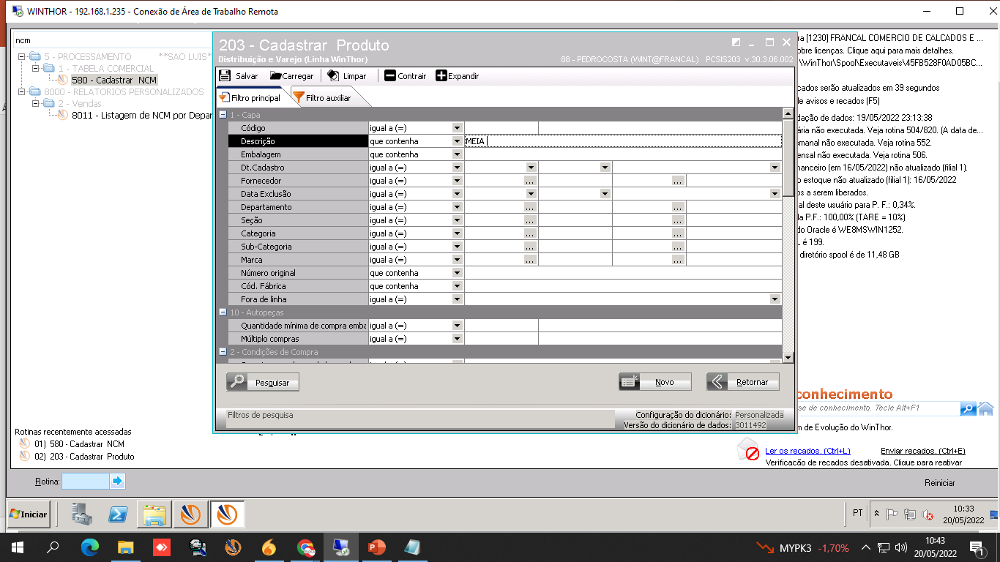 WINTHOR - 192.168.1.235 - Conexão de Área de Trabalho Remota
ncm
5 - PROCESSAMENTO **SAO LUIS*
1 - TABELA COMERCIAL
580 - Cadastrar NCM
8000 - RELATORIOS PERSONALIZADOS
2 - Vendas
8011 - Listagem de NCM por Depar
203 - Cadastrar Produto
Distribuição e Varejo (Linha WinThor)
88 - PEDROCOSTA (WINT@FRANCAL) PCSIS203 v.30.3.06.002
Salvar Carregar Limpar Contrair Expandir
Filtro principal Filtro auxiliar
1 - Capa
Código igual a (=)
Descrição que contenha MEIA
Embalagem que contenha
Dt.Cadastro igual a (=)
Fornecedor igual a (=) ... ...
Data Exclusão igual a (=)
Departamento igual a (=) ... ...
Seção igual a (=) ... ...
Categoria igual a (=) ... ...
Sub-Categoria igual a (=) ... ...
Marca igual a (=) ... ...
Número original que contenha
Cód. Fábrica que contenha
Fora de linha igual a (=)
10 - Autopeças
Quantidade mínima de compra emba igual a (=)
Múltiplo compras igual a (=)
2 - Condições de Compra
Pesquisar Novo Retornar
Filtros de pesquisa
Configuração do dicionário: Personalizada
Versão do dicionário de dados: 3011492
ra [1230] FRANCAL COMERCIO DE CALCADOS E ...
obre licenças. Clique aqui para mais detalhes.
\WinThor\Spool\Executaveis\45FB528F0AD05BC...
cados serão atualizados em 39 segundos
e avisos e recados (F5)
dação de dados: 19/05/2022 23:13:38
ária não executada. Veja rotina 504/820. (A data de...
emanal não executada. Veja rotina 552.
ensal não executada. Veja rotina 506.
nanceiro (em 16/05/2022) não atualizado (filial 1).
o estoque não atualizado (filial 1): 16/05/2022
os a serem liberados.
al deste usuário para P. F.: 0,34%.
da P.F.: 100,00% (TARE = 10%)
do Oracle é WE8MSWIN1252.
L é 199.
diretório spool é de 11,48 GB
conhecimento
se de conhecimento. Tecle Alt+F1
m de Evolução do WinThor.
Ler os recados. (Ctrl+L) Enviar recados. (Ctrl+E)
Verificação de recados desativada. Clique para reativar
Rotinas recentemente acessadas
01) 580 - Cadastrar NCM
02) 203 - Cadastrar Produto
Rotina: Reiniciar
Iniciar PT 10:33
20/05/2022
MYPK3 -1,70% 10:43
20/05/2022 1